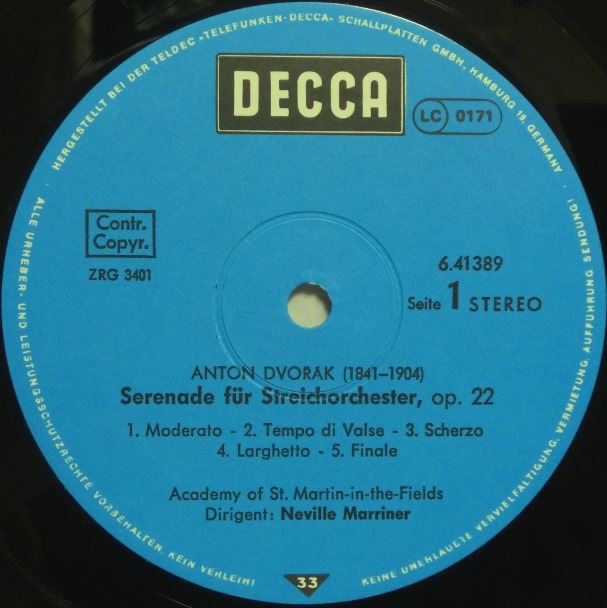 HERGESTELLT BEI DER TELDEC »TELEFUNKEN-DECCA« SCHALLPLATTEN GMBH, HAMBURG 19, GERMANY
DECCA
LC 0171
Contr.
Copyr.
ZRG 3401
6.41389
Seite 1 STEREO
ANTON DVORAK (1841-1904)
Serenade für Streichorchester, op. 22
1. Moderato - 2. Tempo di Valse - 3. Scherzo
4. Larghetto - 5. Finale
Academy of St. Martin-in-the-Fields
Dirigent: Neville Marriner
33
ALLE URHEBER- UND LEISTUNGSSCHUTZRECHTE VORBEHALTEN. KEIN VERLEIH! KEINE UNERLAUBTE VERVIELFÄLTIGUNG, VERMIETUNG, AUFFÜHRUNG, SENDUNG!